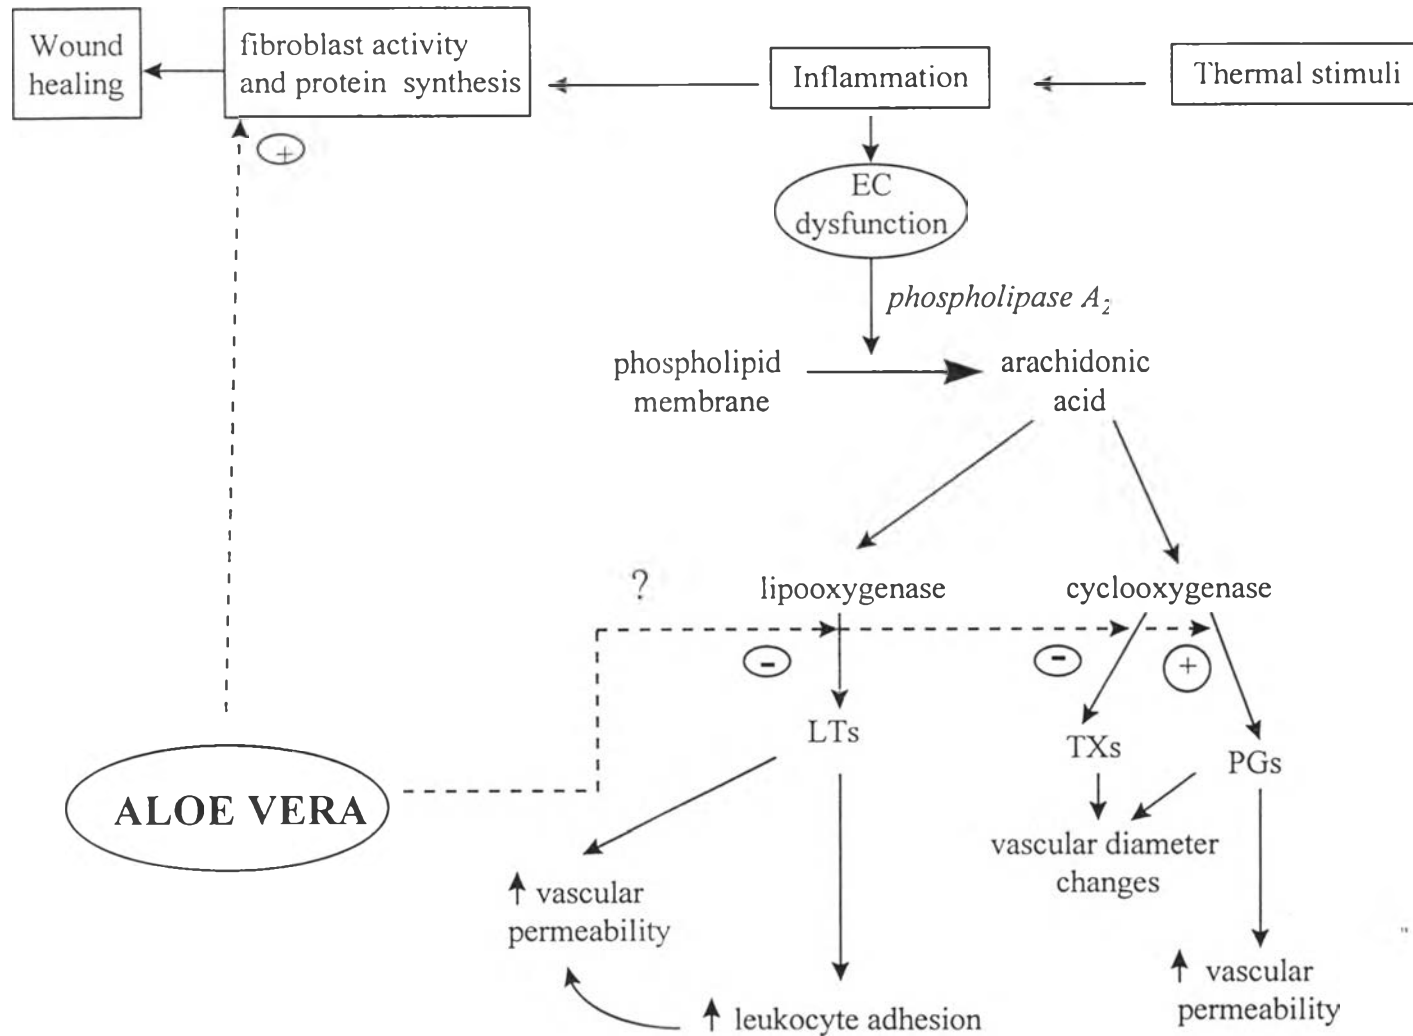 Wound
healing
fibroblast activity
and protein synthesis
Inflammation
Thermal stimuli
+
EC
dysfunction
phospholipase A₂
phospholipid
membrane
arachidonic
acid
?
lipooxygenase
cyclooxygenase
-
-
+
LTs
TXs
PGs
ALOE VERA
vascular diameter
changes
↑ vascular
permeability
↑ vascular
permeability
↑ leukocyte adhesion